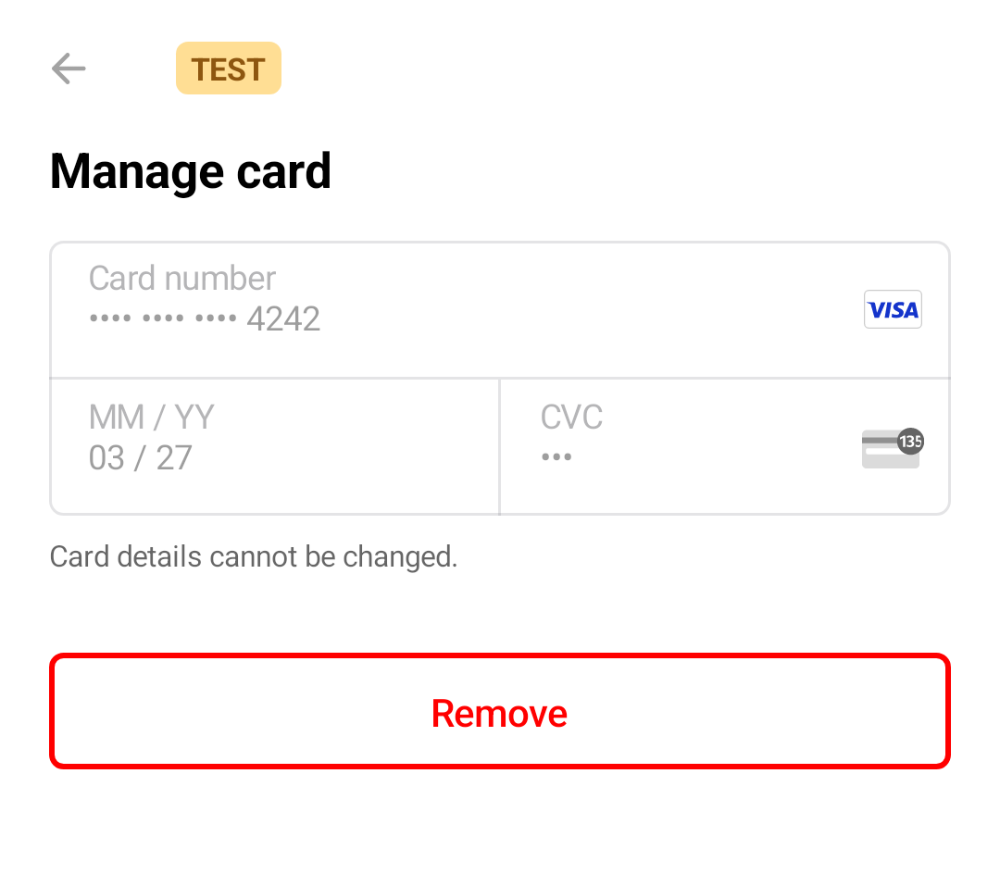 TEST
Manage card
Card number
•••• •••• •••• 4242
VISA
MM / YY
03 / 27
CVC
•••
135
Card details cannot be changed.
Remove